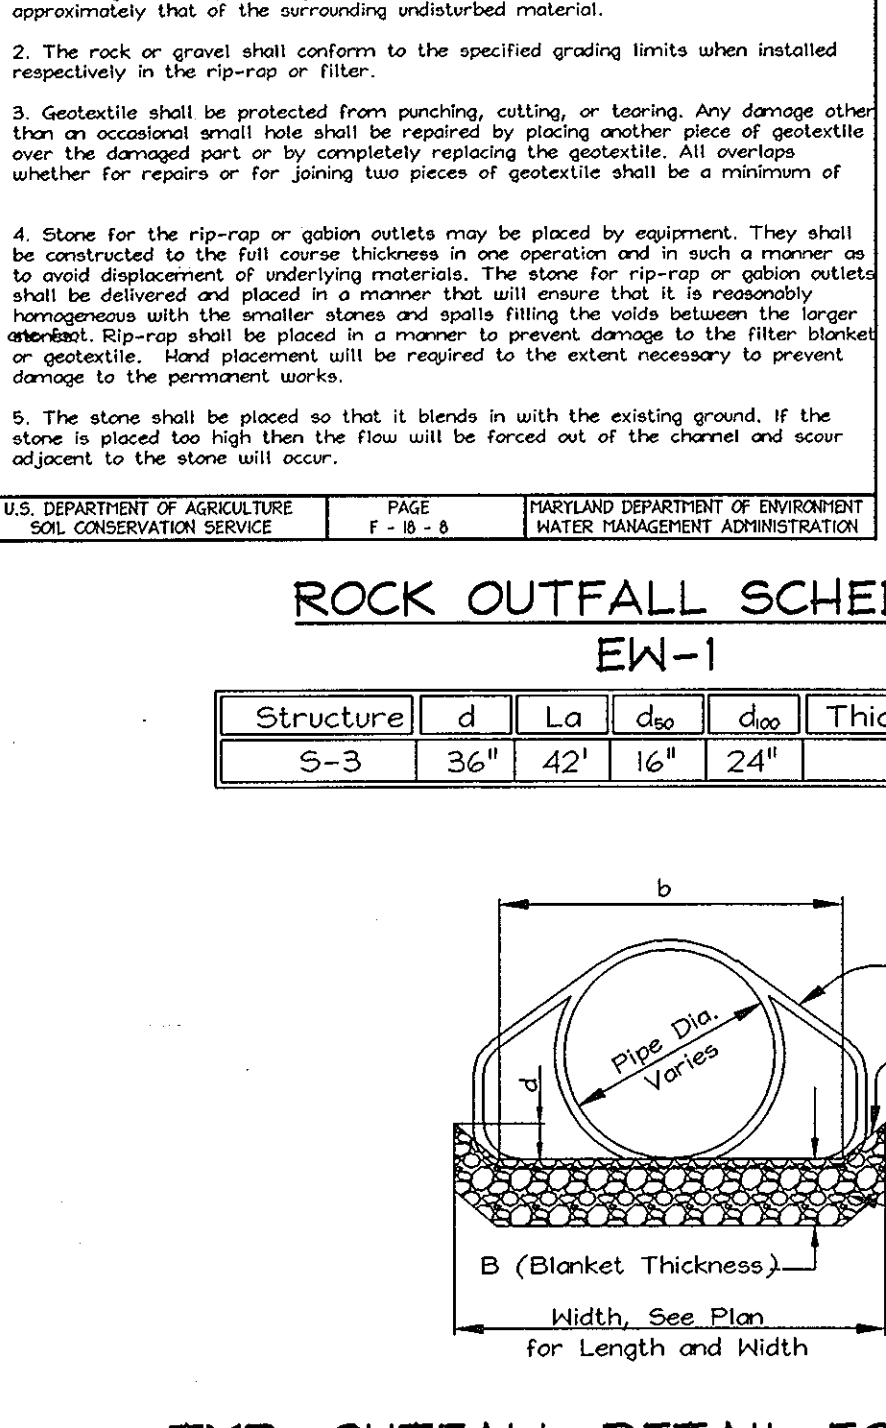 approximately that of the surrounding undisturbed material.
2. The rock or gravel shall conform to the specified grading limits when installed
respectively in the rip-rap or filter.
3. Geotextile shall be protected from punching, cutting, or tearing. Any damage other
than an occasional small hole shall be repaired by placing another piece of geotextile
over the damaged part or by completely replacing the geotextile. All overlaps
whether for repairs or for joining two pieces of geotextile shall be a minimum of
4. Stone for the rip-rap or gabion outlets may be placed by equipment. They shall
be constructed to the full course thickness in one operation and in such a manner as
to avoid displacement of underlying materials. The stone for rip-rap or gabion outlets
shall be delivered and placed in a manner that will ensure that it is reasonably
homogeneous with the smaller stones and spalls filling the voids between the larger
Rip-rap shall be placed in a manner to prevent damage to the filter blanket
or geotextile. Hand placement will be required to the extent necessary to prevent
damage to the permanent works.
5. The stone shall be placed so that it blends in with the existing ground. If the
stone is placed too high then the flow will be forced out of the channel and scour
adjacent to the stone will occur.
U.S. DEPARTMENT OF AGRICULTURE
SOIL CONSERVATION SERVICE
PAGE
F - 18 - 8
MARYLAND DEPARTMENT OF ENVIRONMENT
WATER MANAGEMENT ADMINISTRATION
ROCK OUTFALL SCHE
EW-1
Structure d La d50 d100 Thic
S-3 36" 42' 16" 24"
b
Pipe Dia.
Varies
d
B (Blanket Thickness)
Width, See Plan
for Length and Width